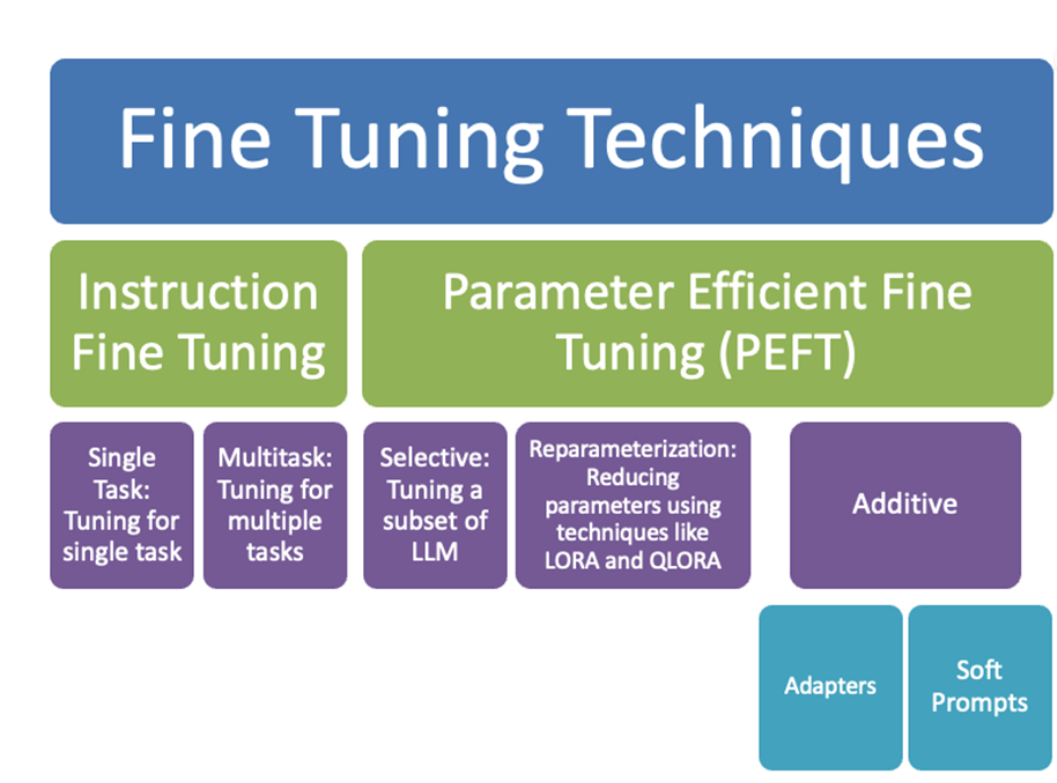 Fine Tuning Techniques
Instruction
Fine Tuning
Parameter Efficient Fine
Tuning (PEFT)
Single
Task:
Tuning for
single task
Multitask:
Tuning for
multiple
tasks
Selective:
Tuning a
subset of
LLM
Reparameterization:
Reducing
parameters using
techniques like
LORA and QLORA
Additive
Adapters
Soft
Prompts